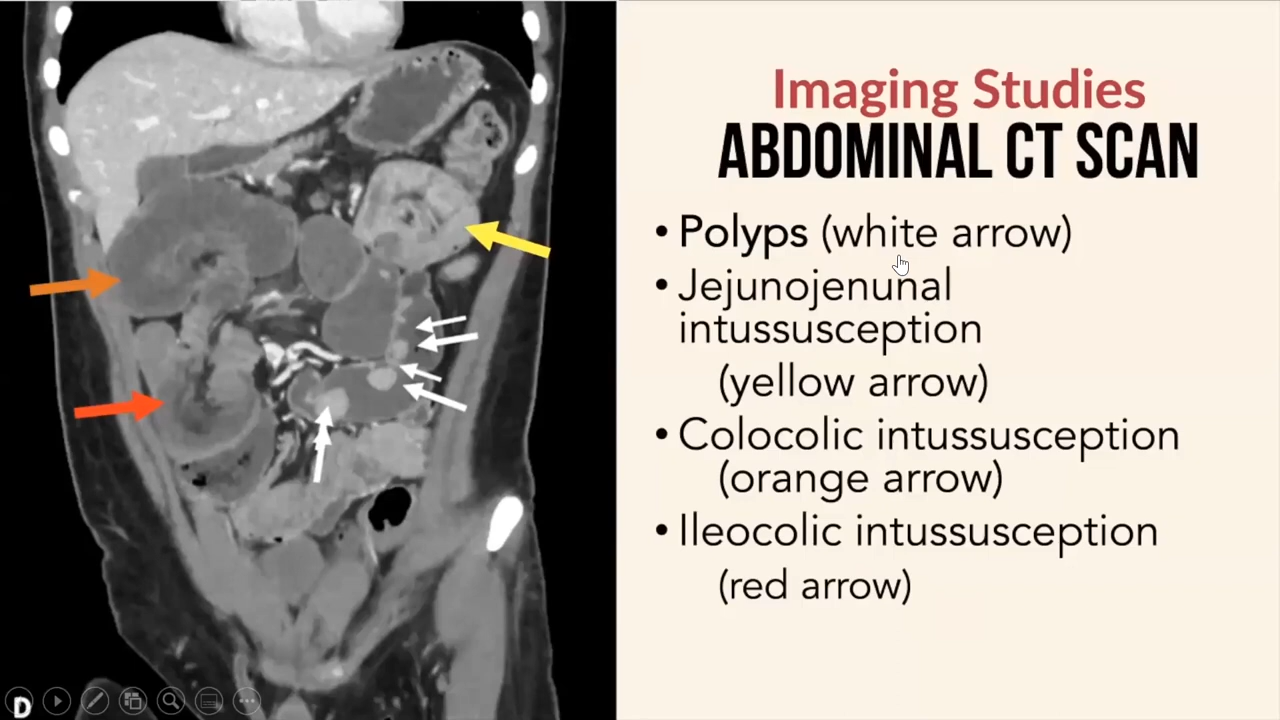 Imaging Studies
ABDOMINAL CT SCAN
• Polyps (white arrow)
• Jejunojenunal
intussusception
(yellow arrow)
• Colocolic intussusception
(orange arrow)
• Ileocolic intussusception
(red arrow)
D